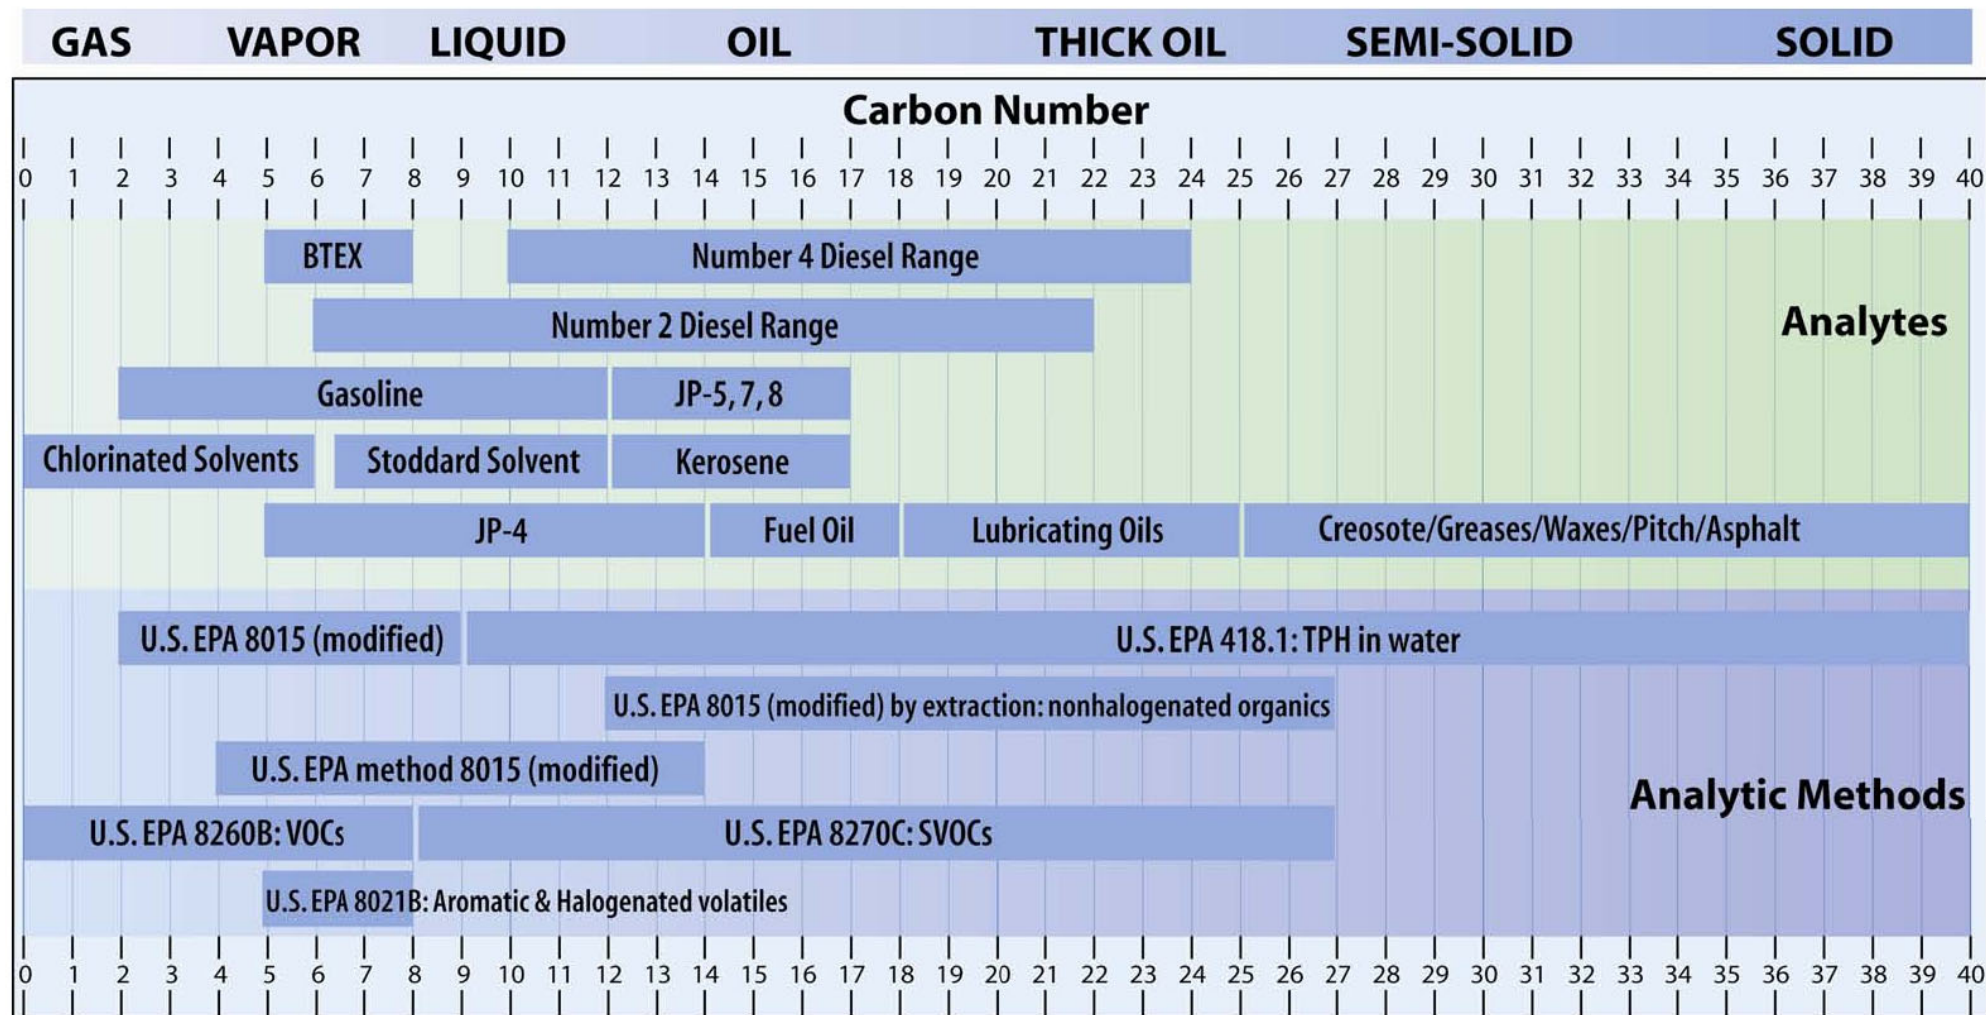 GAS VAPOR LIQUID OIL THICK OIL SEMI-SOLID SOLID
Carbon Number
0 1 2 3 4 5 6 7 8 9 10 11 12 13 14 15 16 17 18 19 20 21 22 23 24 25 26 27 28 29 30 31 32 33 34 35 36 37 38 39 40
BTEX Number 4 Diesel Range
Number 2 Diesel Range
Analytes
Gasoline JP-5, 7, 8
Chlorinated Solvents Stoddard Solvent Kerosene
JP-4 Fuel Oil Lubricating Oils Creosote/Greases/Waxes/Pitch/Asphalt
U.S. EPA 8015 (modified) U.S. EPA 418.1: TPH in water
U.S. EPA 8015 (modified) by extraction: nonhalogenated organics
U.S. EPA method 8015 (modified)
Analytic Methods
U.S. EPA 8260B: VOCs U.S. EPA 8270C: SVOCs
U.S. EPA 8021B: Aromatic & Halogenated volatiles
0 1 2 3 4 5 6 7 8 9 10 11 12 13 14 15 16 17 18 19 20 21 22 23 24 25 26 27 28 29 30 31 32 33 34 35 36 37 38 39 40